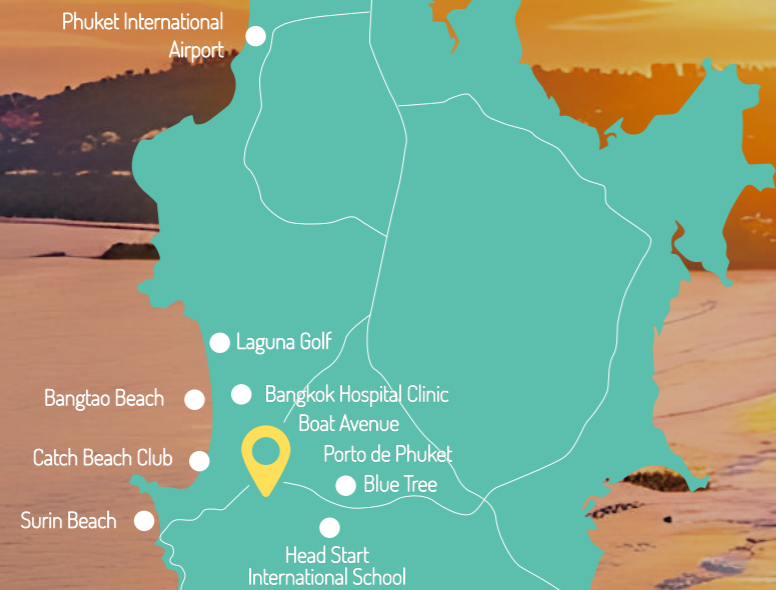 Phuket International
Airport
Laguna Golf
Bangtao Beach
Bangkok Hospital Clinic
Boat Avenue
Porto de Phuket
Catch Beach Club
Blue Tree
Surin Beach
Head Start
International School